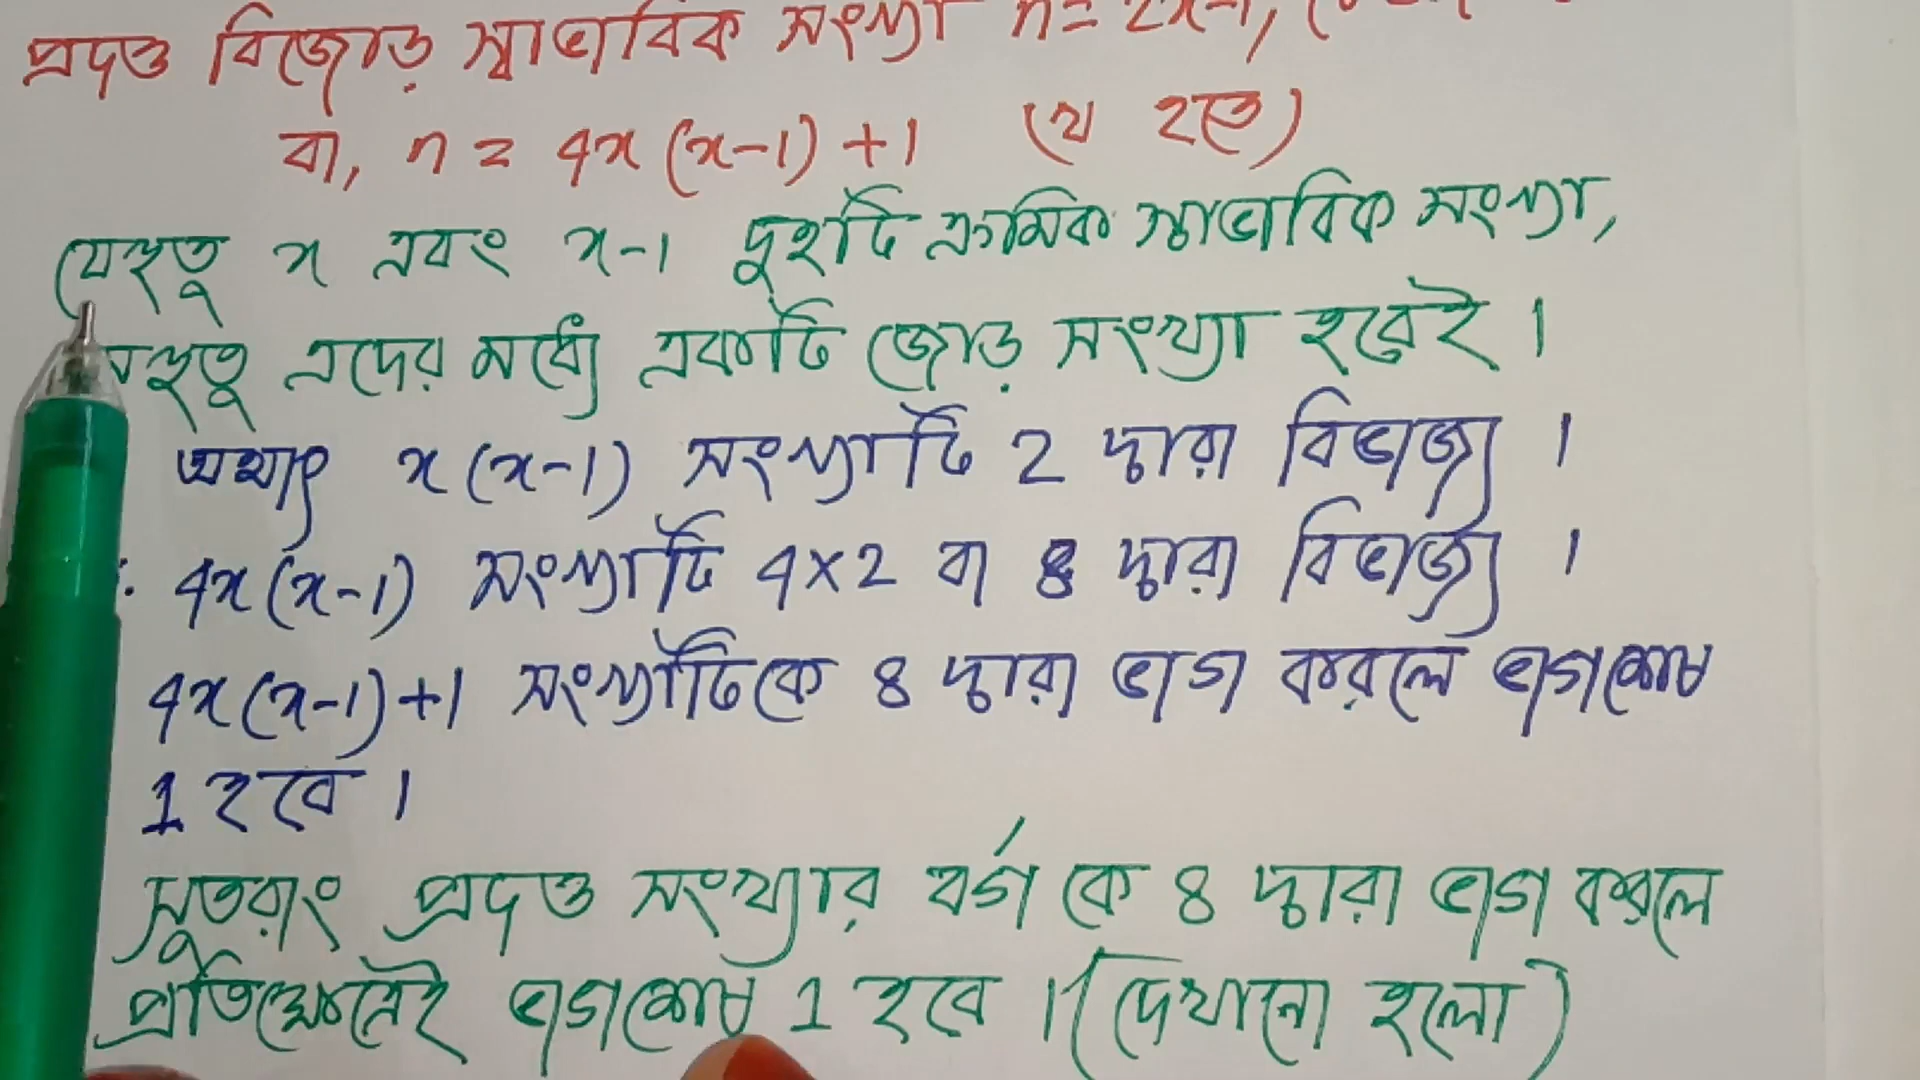 প্রদত্ত বিজোড় স্বাভাবিক সংখ্যা n = 2x-1,
বা, n = 4x(x-1)+1 (খ হতে)
যেহেতু x এবং x-1 দুইটি ক্রমিক স্বাভাবিক সংখ্যা,
এদের মধ্যে একটি জোড় সংখ্যা হবেই।
অর্থাৎ x(x-1) সংখ্যাটি 2 দ্বারা বিভাজ্য।
4x(x-1) সংখ্যাটি 4×2 বা 8 দ্বারা বিভাজ্য।
4x(x-1)+1 সংখ্যাটিকে 8 দ্বারা ভাগ করলে ভাগশেষ
1 হবে।
সুতরাং প্রদত্ত সংখ্যার বর্গ কে 8 দ্বারা ভাগ করলে
প্রতিক্ষেত্রেই ভাগশেষ 1 হবে। (দেখানো হলো)